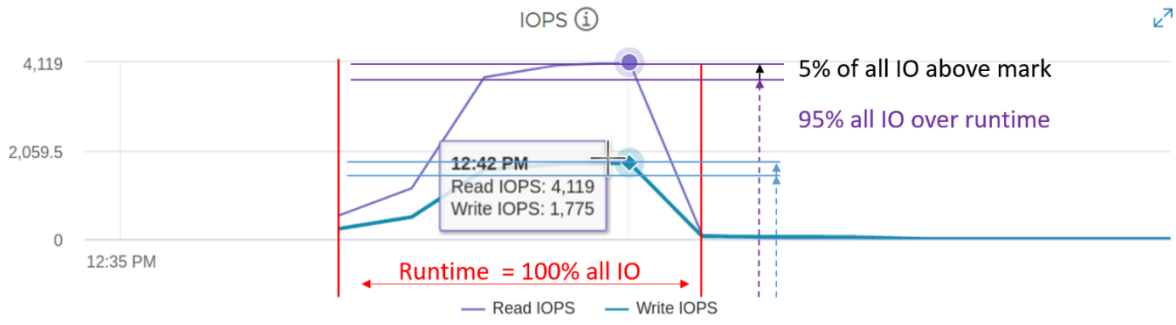 IOPS
4,119
5% of all IO above mark
95% all IO over runtime
2,059.5
12:42 PM
Read IOPS: 4,119
Write IOPS: 1,775
0
12:35 PM
Runtime = 100% all IO
Read IOPS
Write IOPS